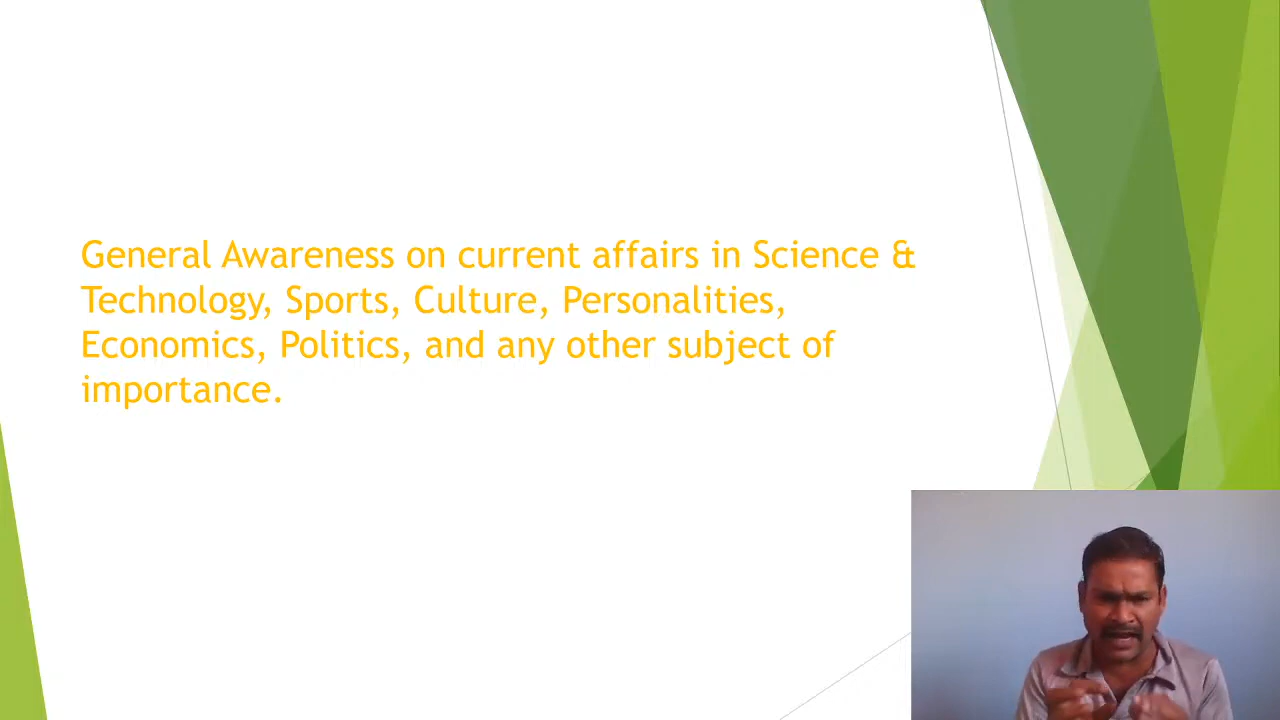 General Awareness on current affairs in Science &
Technology, Sports, Culture, Personalities,
Economics, Politics, and any other subject of
importance.